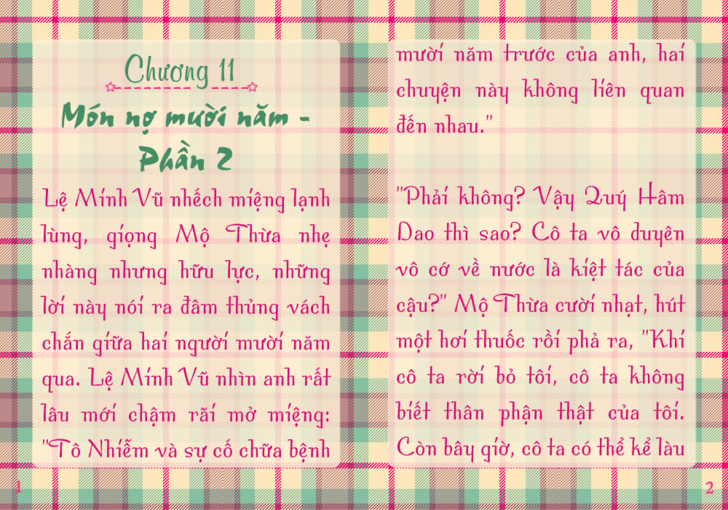 Chương 11
Món nợ mười năm -
Phần 2
Lệ Minh Vũ nhếch miệng lạnh
lùng, giọng Mộ Thừa nhẹ
nhàng nhưng hữu lực, những
lời này nói ra đâm thủng vách
chắn giữa hai người mười năm
qua. Lệ Minh Vũ nhìn anh rất
lâu mới chậm rãi mở miệng:
"Tô Nhiễm và sự cố chữa bệnh
1
mười năm trước của anh, hai
chuyện này không liên quan
đến nhau."
"Phải không? Vậy Quý Hâm
Dao thì sao? Cô ta vô duyên
vô cớ về nước là kiệt tác của
cậu?" Mộ Thừa cười nhạt, hút
một hơi thuốc rồi phả ra, "Khi
cô ta rời bỏ tôi, cô ta không
biết thân phận thật của tôi.
Còn bây giờ, cô ta có thể kể làu
2